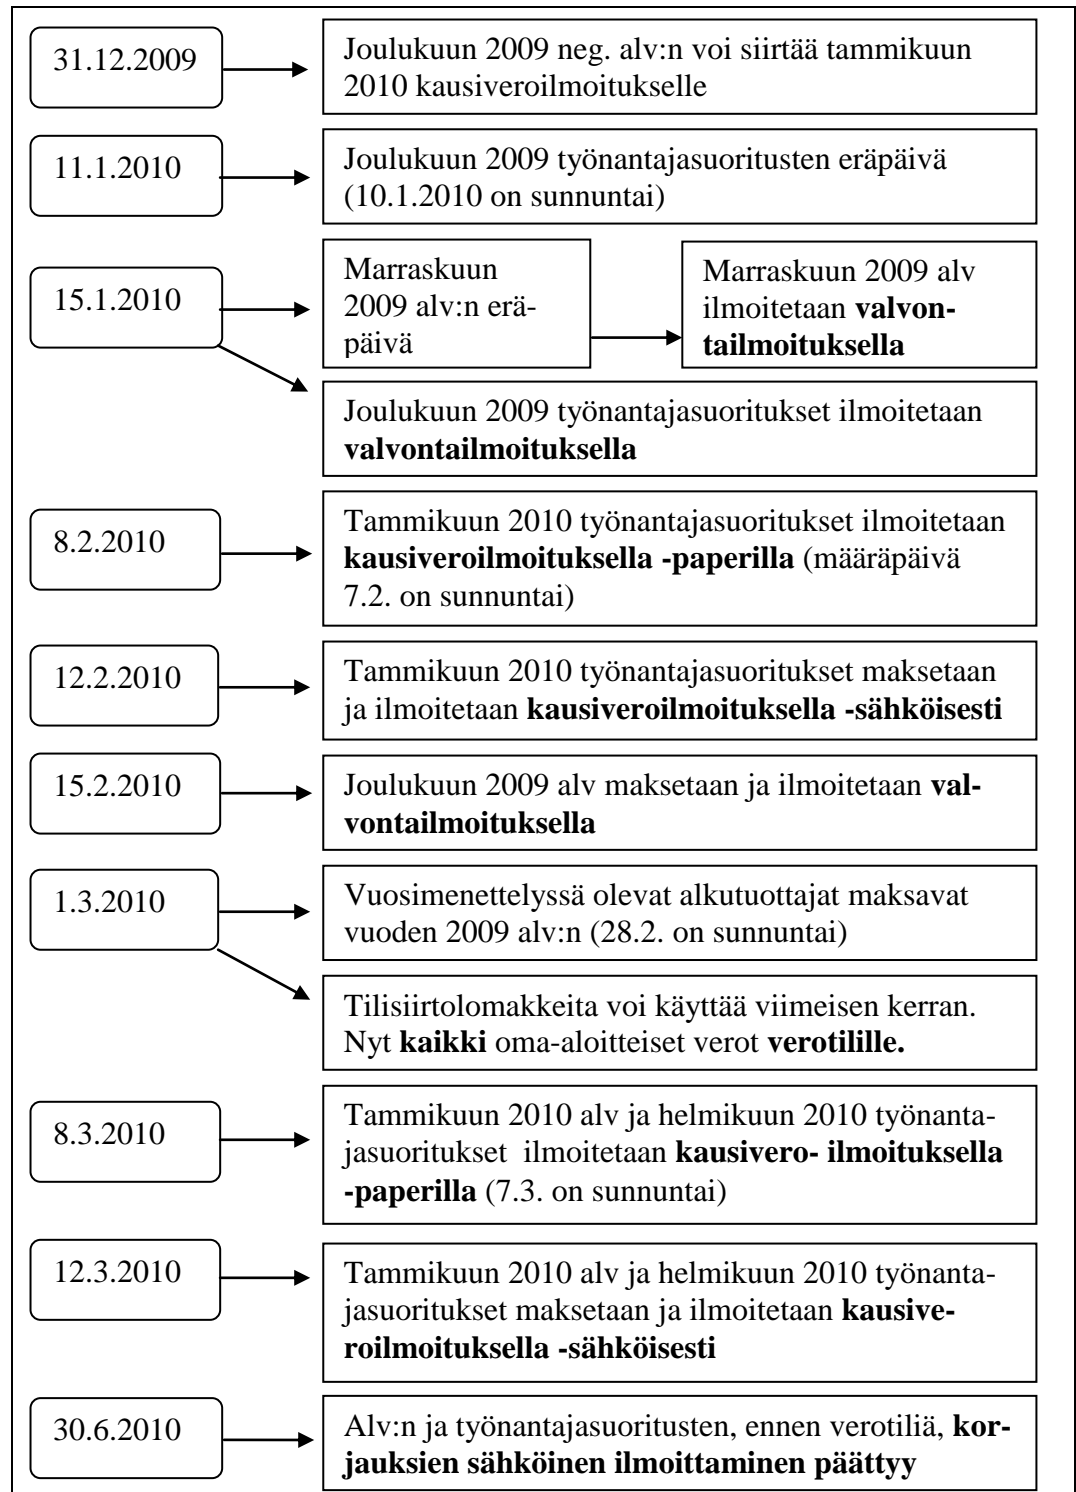 31.12.2009
Joulukuun 2009 neg. alv:n voi siirtää tammikuun
2010 kausiveroilmoitukselle
11.1.2010
Joulukuun 2009 työnantajasuoritusten eräpäivä
(10.1.2010 on sunnuntai)
15.1.2010
Marraskuun
2009 alv:n erä-
päivä
Marraskuun 2009 alv
ilmoitetaan valvon-
tailmoituksella
Joulukuun 2009 työnantajasuoritukset ilmoitetaan
valvontailmoituksella
8.2.2010
Tammikuun 2010 työnantajasuoritukset ilmoitetaan
kausiveroilmoituksella -paperilla (määräpäivä
7.2. on sunnuntai)
12.2.2010
Tammikuun 2010 työnantajasuoritukset maksetaan
ja ilmoitetaan kausiveroilmoituksella -sähköisesti
15.2.2010
Joulukuun 2009 alv maksetaan ja ilmoitetaan val-
vontailmoituksella
1.3.2010
Vuosimenettelyssä olevat alkutuottajat maksavat
vuoden 2009 alv:n (28.2. on sunnuntai)
Tilisiirtolomakkeita voi käyttää viimeisen kerran.
Nyt kaikki oma-aloitteiset verot verotilille.
8.3.2010
Tammikuun 2010 alv ja helmikuun 2010 työnanta-
jasuoritukset ilmoitetaan kausivero- ilmoituksella
-paperilla (7.3. on sunnuntai)
12.3.2010
Tammikuun 2010 alv ja helmikuun 2010 työnanta-
jasuoritukset maksetaan ja ilmoitetaan kausive-
roilmoituksella -sähköisesti
30.6.2010
Alv:n ja työnantajasuoritusten, ennen verotiliä, kor-
jauksien sähköinen ilmoittaminen päättyy